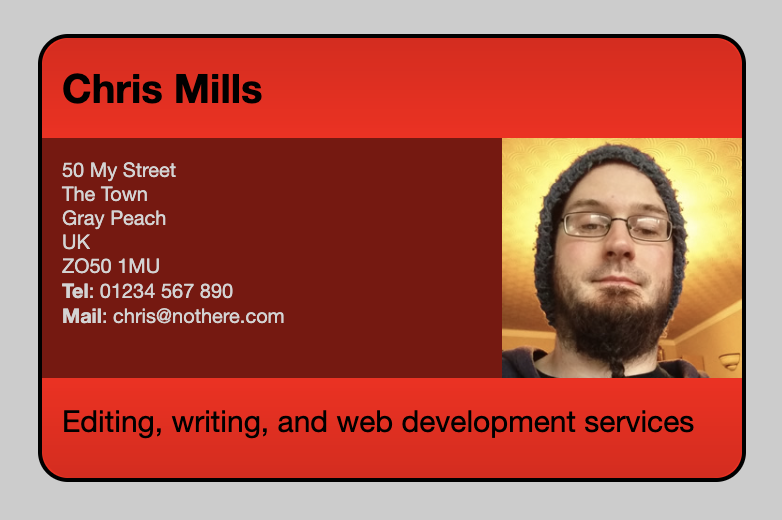 Chris Mills
50 My Street
The Town
Gray Peach
UK
ZO50 1MU
Tel: 01234 567 890
Mail: chris@nothere.com
Editing, writing, and web development services